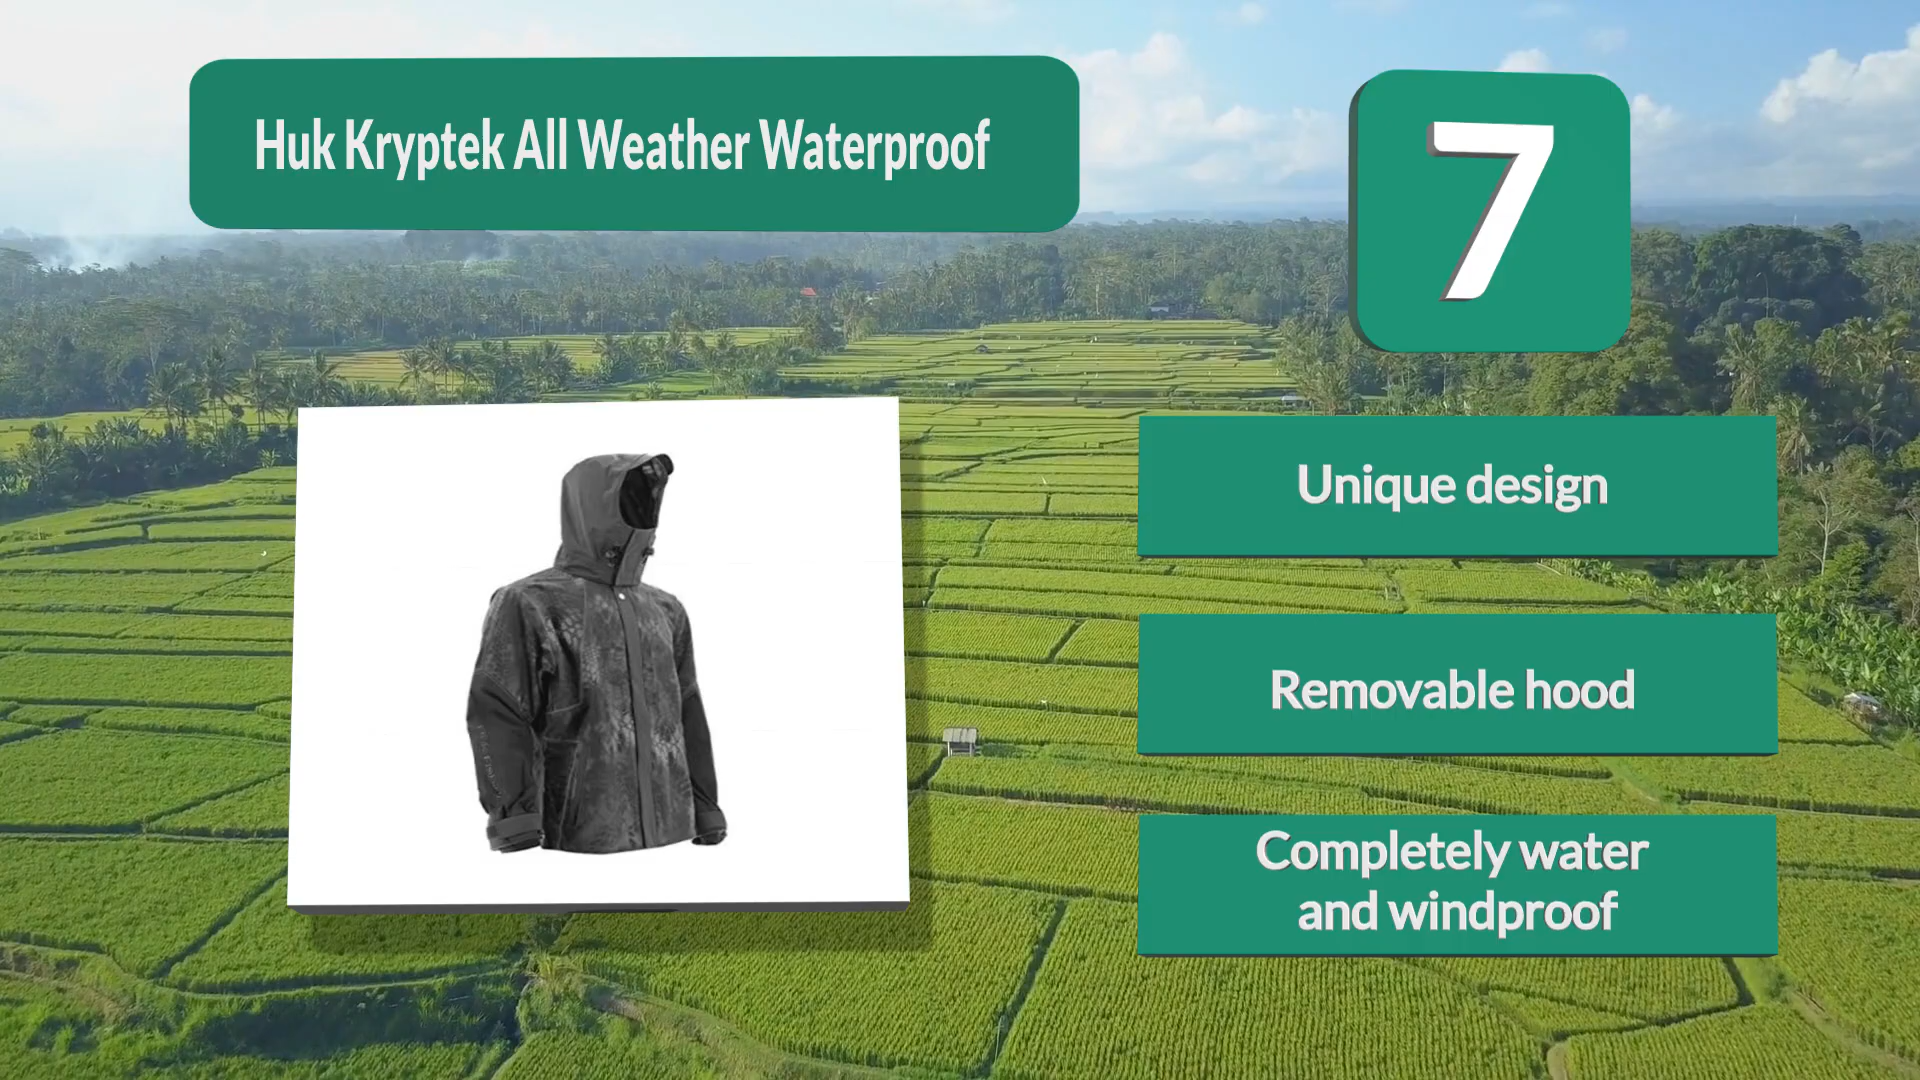 Huk Kryptek All Weather Waterproof
7
Unique design
Removable hood
Completely water
and windproof